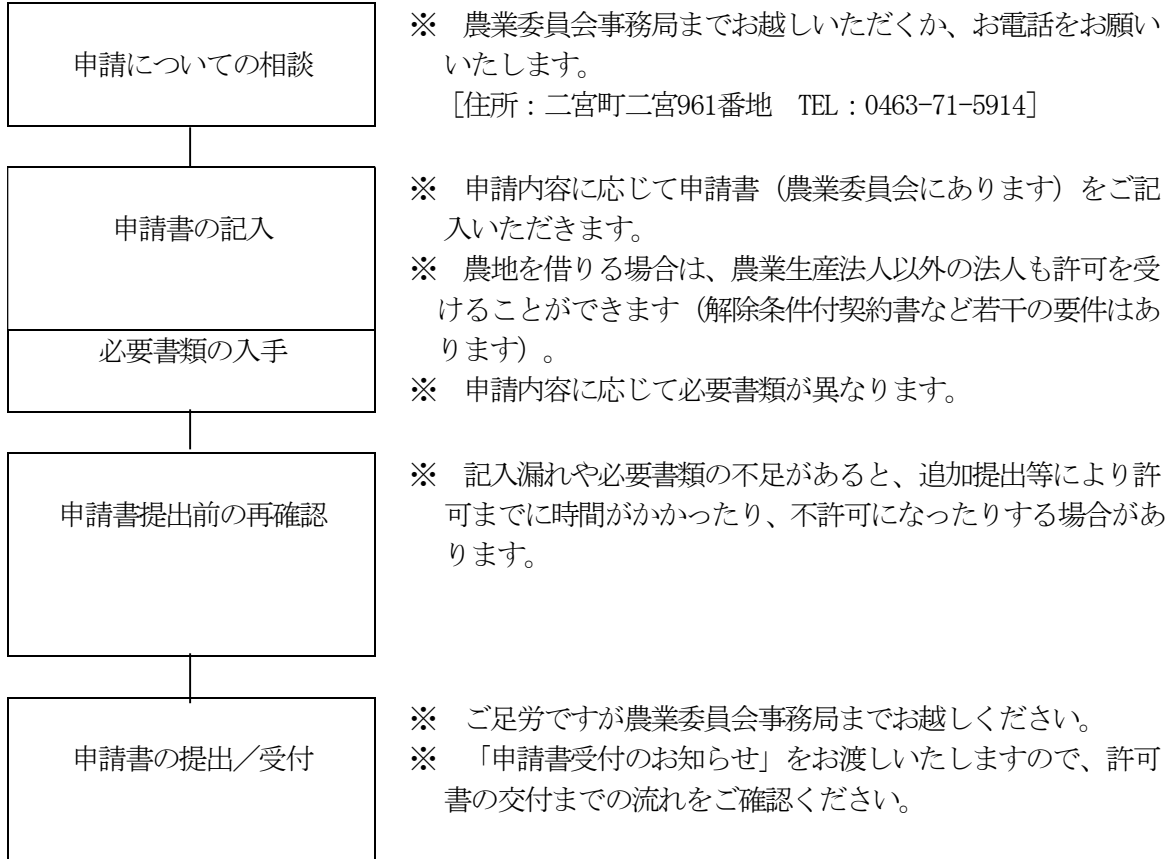 申請についての相談
※　農業委員会事務局までお越しいただくか、お電話をお願い
いたします。
［住所：二宮町二宮961番地　TEL：0463-71-5914］
申請書の記入
必要書類の入手
※　申請内容に応じて申請書（農業委員会にあります）をご記
入いただきます。
※　農地を借りる場合は、農業生産法人以外の法人も許可を受
けることができます（解除条件付契約書など若干の要件はあ
ります）。
※　申請内容に応じて必要書類が異なります。
申請書提出前の再確認
※　記入漏れや必要書類の不足があると、追加提出等により許
可までに時間がかかったり、不許可になったりする場合があ
ります。
申請書の提出／受付
※　ご足労ですが農業委員会事務局までお越しください。
※　「申請書受付のお知らせ」をお渡しいたしますので、許可
書の交付までの流れをご確認ください。